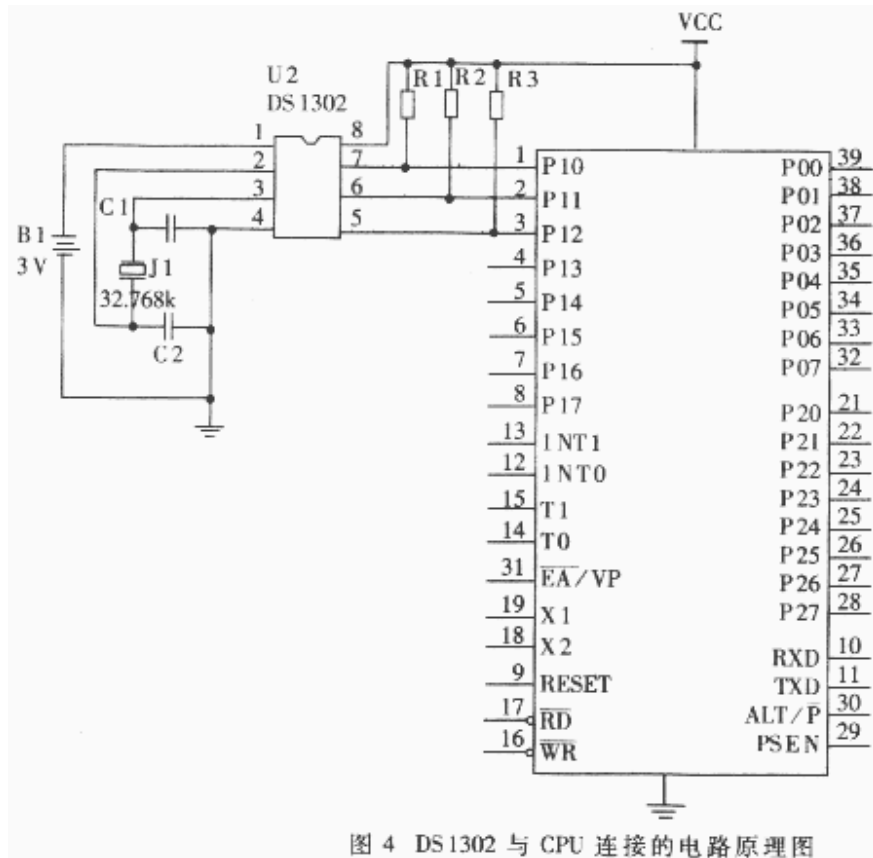 VCC
U2
DS1302
R1
R2
R3
1
2
3
4
8
7
6
5
C1
B1
3V
J1
32.768k
C2
1 P10
2 P11
3 P12
4 P13
5 P14
6 P15
7 P16
8 P17
13 INT1
12 INT0
15 T1
14 T0
31 E̅A̅/VP
19 X1
18 X2
9 RESET
17 R̅D̅
16 W̅R̅
P00 39
P01 38
P02 37
P03 36
P04 35
P05 34
P06 33
P07 32
P20 21
P21 22
P22 23
P23 24
P24 25
P25 26
P26 27
P27 28
RXD 10
TXD 11
ALT/P̅ 30
PSEN 29
图 4 DS1302 与 CPU 连接的电路原理图